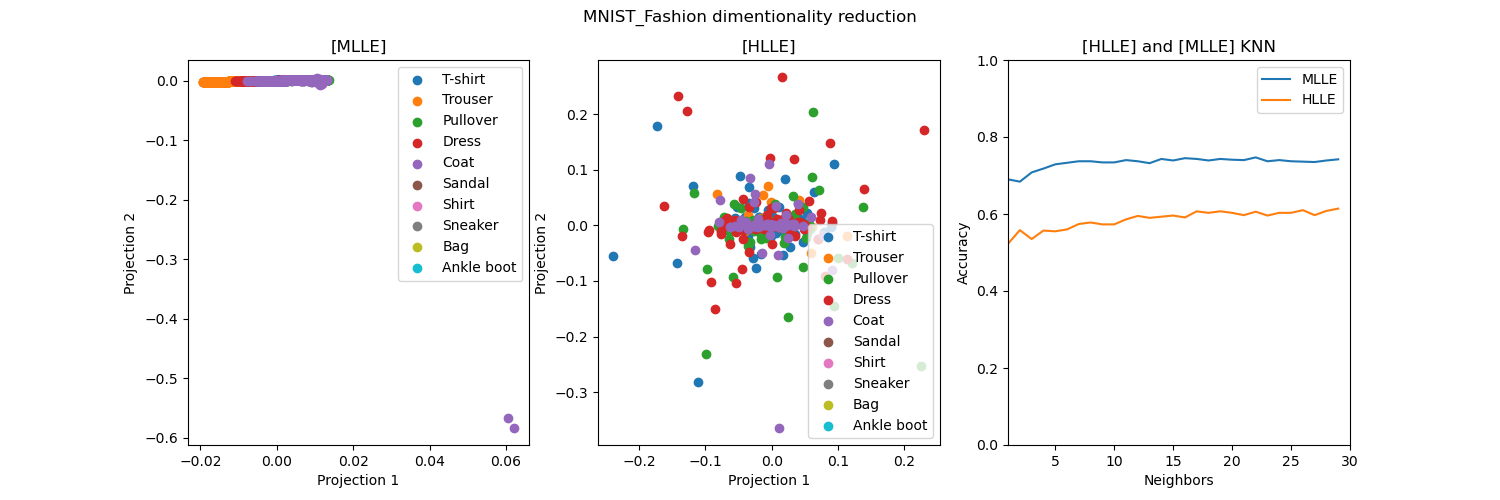 MNIST_Fashion dimentionality reduction
[MLLE]
0.0
−0.1
−0.2
−0.3
−0.4
−0.5
−0.6
Projection 2
−0.02
0.00
0.02
0.04
0.06
Projection 1
T-shirt
Trouser
Pullover
Dress
Coat
Sandal
Shirt
Sneaker
Bag
Ankle boot
[HLLE]
0.2
0.1
0.0
−0.1
−0.2
−0.3
Projection 2
−0.2
−0.1
0.0
0.1
0.2
Projection 1
T-shirt
Trouser
Pullover
Dress
Coat
Sandal
Shirt
Sneaker
Bag
Ankle boot
[HLLE] and [MLLE] KNN
1.0
0.8
0.6
0.4
0.2
0.0
Accuracy
5
10
15
20
25
30
Neighbors
MLLE
HLLE